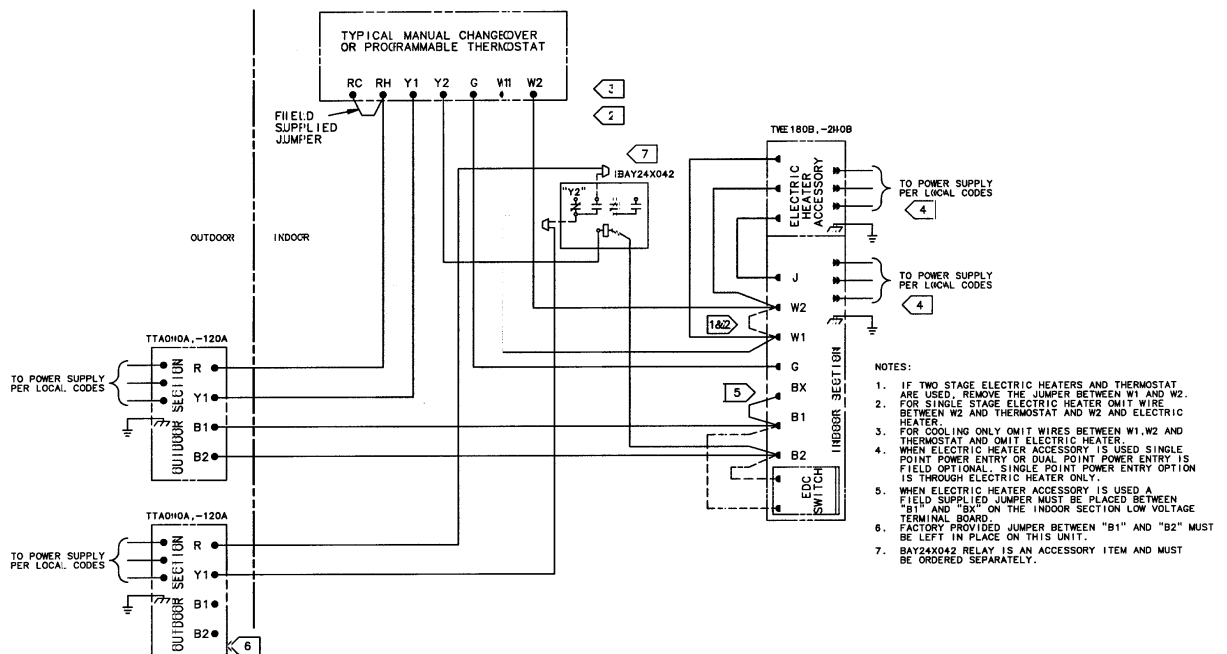 TYPICAL MANUAL CHANGEOVER
OR PROGRAMMABLE THERMOSTAT
RC RH Y1 Y2 G W1 W2
FIELD
SUPPLIED
JUMPER
3
2
7
BAY24X042
"Y2"
OUTDOOR
INDOOR
TWE180B,-240B
ELECTRIC
HEATER
ACCESSORY
TO POWER SUPPLY
PER LOCAL CODES
4
TO POWER SUPPLY
PER LOCAL CODES
4
J
W2
1&2
W1
G
BX
5
B1
B2
INDOOR SECTION
EDC
SWITCH
TO POWER SUPPLY
PER LOCAL CODES
OUTDOOR SECTION
R
Y1
B1
B2
TO POWER SUPPLY
PER LOCAL CODES
OUTDOOR SECTION
R
Y1
B1
B2
6
NOTES:
1. IF TWO STAGE ELECTRIC HEATERS AND THERMOSTAT
ARE USED, REMOVE THE JUMPER BETWEEN W1 AND W2.
2. FOR SINGLE STAGE ELECTRIC HEATER OMIT WIRE
BETWEEN W2 AND THERMOSTAT AND W2 AND ELECTRIC
HEATER.
3. FOR COOLING ONLY OMIT WIRES BETWEEN W1,W2 AND
THERMOSTAT AND OMIT ELECTRIC HEATER.
4. WHEN ELECTRIC HEATER ACCESSORY IS USED SINGLE
POINT POWER ENTRY OR DUAL POINT POWER ENTRY IS
FIELD OPTIONAL. SINGLE POINT POWER ENTRY OPTION
IS THROUGH ELECTRIC HEATER ONLY.
5. WHEN ELECTRIC HEATER ACCESSORY IS USED A
FIELD SUPPLIED JUMPER MUST BE PLACED BETWEEN
"B1" AND "BX" ON THE INDOOR SECTION LOW VOLTAGE
TERMINAL BOARD.
6. FACTORY PROVIDED JUMPER BETWEEN "B1" AND "B2" MUST
BE LEFT IN PLACE ON THIS UNIT.
7. BAY24X042 RELAY IS AN ACCESSORY ITEM AND MUST
BE ORDERED SEPARATELY.